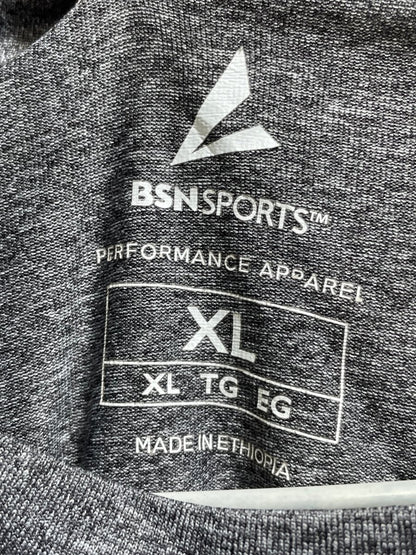 BSNSPORTS™
PERFORMANCE APPAREL
XL
XL TG EG
MADE IN ETHIOPIA